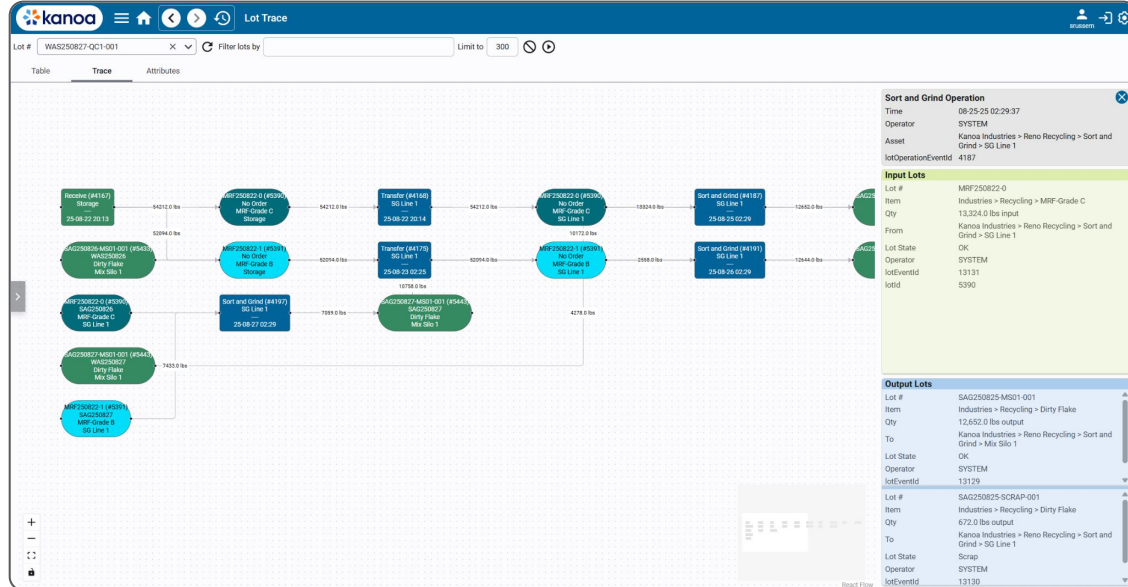 kanoa
Lot Trace
srussem
Lot #
WAS250827-QC1-001
Filter lots by
Limit to
300
Table
Trace
Attributes
Receive (#4167)
Storage
---
25-08-22 20:13
54212.0 lbs
MRF250822-0 (#5390)
No Order
MRF-Grade C
Storage
54212.0 lbs
Transfer (#4168)
SG Line 1
---
25-08-22 20:14
54212.0 lbs
MRF250822-0 (#5390)
No Order
MRF-Grade C
SG Line 1
13324.0 lbs
Sort and Grind (#4187)
SG Line 1
---
25-08-25 02:29
12652.0 lbs
SAG25
52094.0 lbs
10172.0 lbs
SAG250826-MS01-001 (#5433)
WAS250826
Dirty Flake
Mix Silo 1
MRF250822-1 (#5391)
No Order
MRF-Grade B
Storage
52094.0 lbs
Transfer (#4175)
SG Line 1
---
25-08-23 02:25
52094.0 lbs
MRF250822-1 (#5391)
No Order
MRF-Grade B
SG Line 1
2558.0 lbs
Sort and Grind (#4191)
SG Line 1
---
25-08-26 02:29
12644.0 lbs
SAG25
10758.0 lbs
MRF250822-0 (#5390)
SAG250826
MRF-Grade C
SG Line 1
Sort and Grind (#4197)
SG Line 1
---
25-08-27 02:29
7059.0 lbs
SAG250827-MS01-001 (#5443)
SAG250827
Dirty Flake
Mix Silo 1
4278.0 lbs
SAG250827-MS01-001 (#5443)
WAS250827
Dirty Flake
Mix Silo 1
7433.0 lbs
MRF250822-1 (#5391)
SAG250827
MRF-Grade B
SG Line 1
React Flow
Sort and Grind Operation
Time 08-25-25 02:29:37
Operator SYSTEM
Asset Kanoa Industries > Reno Recycling > Sort and
Grind > SG Line 1
lotOperationEventId 4187
Input Lots
Lot # MRF250822-0
Item Industries > Recycling > MRF-Grade C
Qty 13,324.0 lbs input
From Kanoa Industries > Reno Recycling > Sort and
Grind > SG Line 1
Lot State OK
Operator SYSTEM
lotEventId 13131
lotId 5390
Output Lots
Lot # SAG250825-MS01-001
Item Industries > Recycling > Dirty Flake
Qty 12,652.0 lbs output
To Kanoa Industries > Reno Recycling > Sort and
Grind > Mix Silo 1
Lot State OK
Operator SYSTEM
lotEventId 13129
Lot # SAG250825-SCRAP-001
Item Industries > Recycling > Dirty Flake
Qty 672.0 lbs output
To Kanoa Industries > Reno Recycling > Sort and
Grind > SG Line 1
Lot State Scrap
Operator SYSTEM
lotEventId 13130